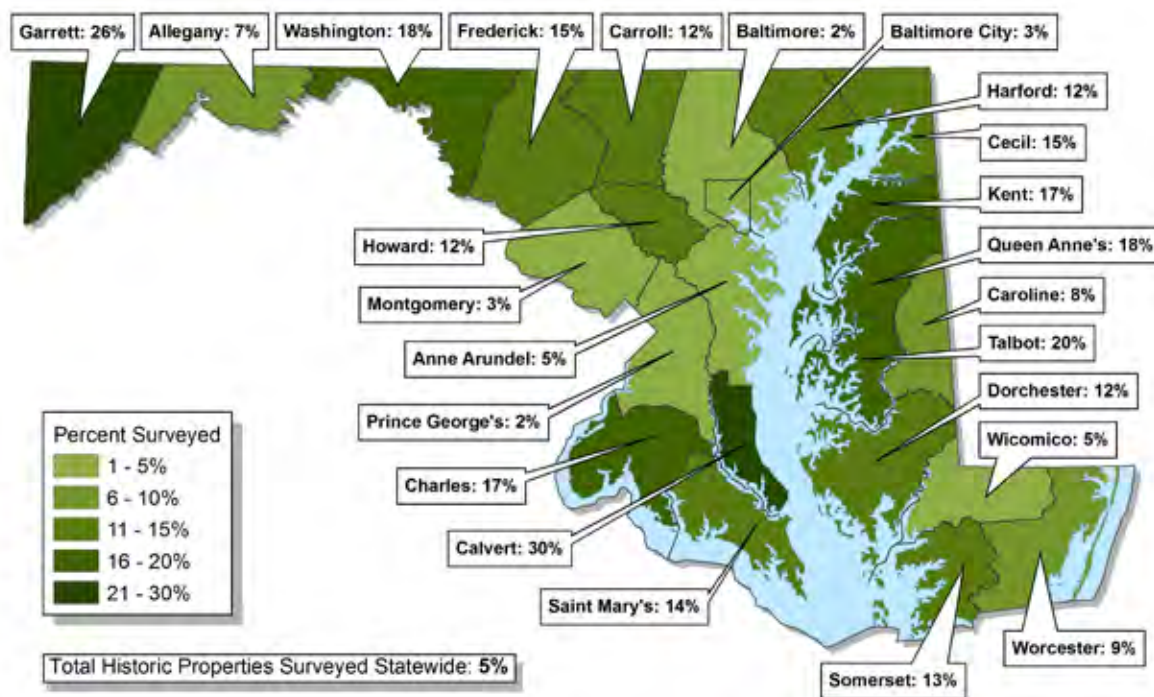 Garrett: 26%
Allegany: 7%
Washington: 18%
Frederick: 15%
Carroll: 12%
Baltimore: 2%
Baltimore City: 3%
Harford: 12%
Cecil: 15%
Kent: 17%
Howard: 12%
Queen Anne's: 18%
Montgomery: 3%
Caroline: 8%
Anne Arundel: 5%
Talbot: 20%
Dorchester: 12%
Prince George's: 2%
Wicomico: 5%
Charles: 17%
Calvert: 30%
Saint Mary's: 14%
Worcester: 9%
Somerset: 13%
Percent Surveyed
1 - 5%
6 - 10%
11 - 15%
16 - 20%
21 - 30%
Total Historic Properties Surveyed Statewide: 5%